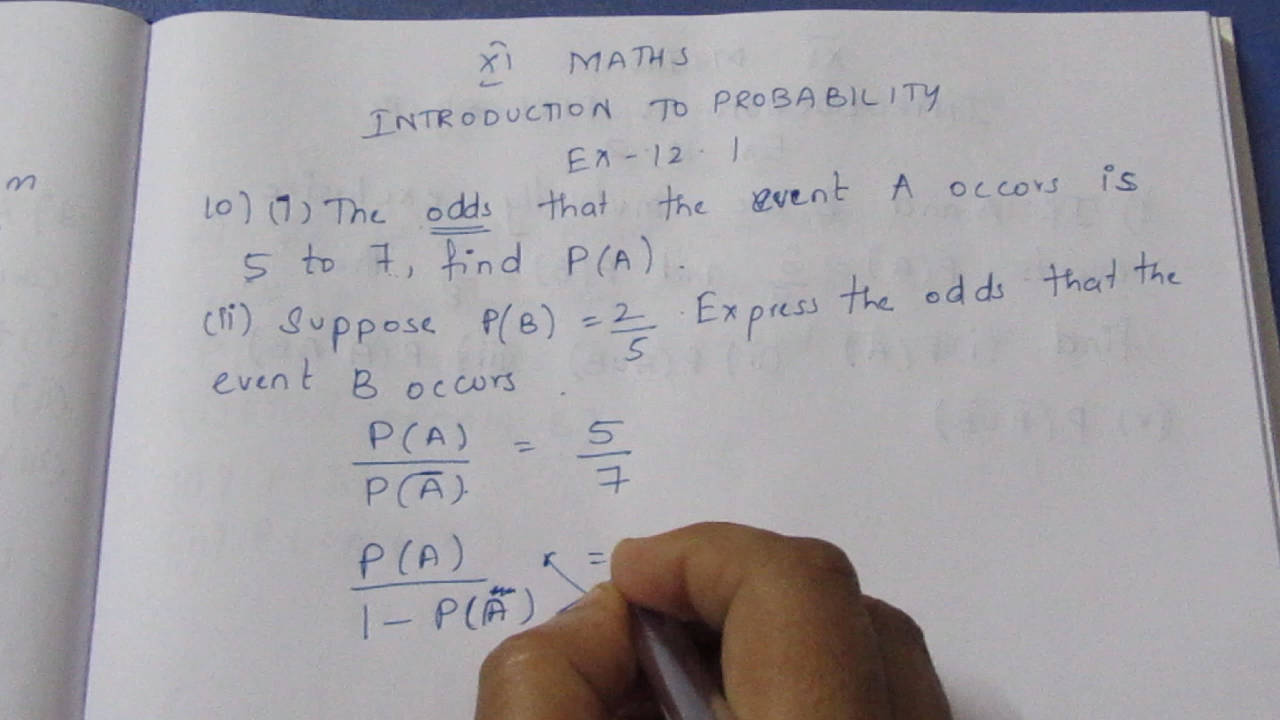 m
XI MATHS
INTRODUCTION TO PROBABILITY
EX-12.1
10) (i) The odds that the event A occors is
5 to 7, find P(A).
(ii) Suppose P(B) = 2/5. Express the odds that the
event B occurs.
P(A)/P(Ā) = 5/7
P(A)/1 - P(A) =